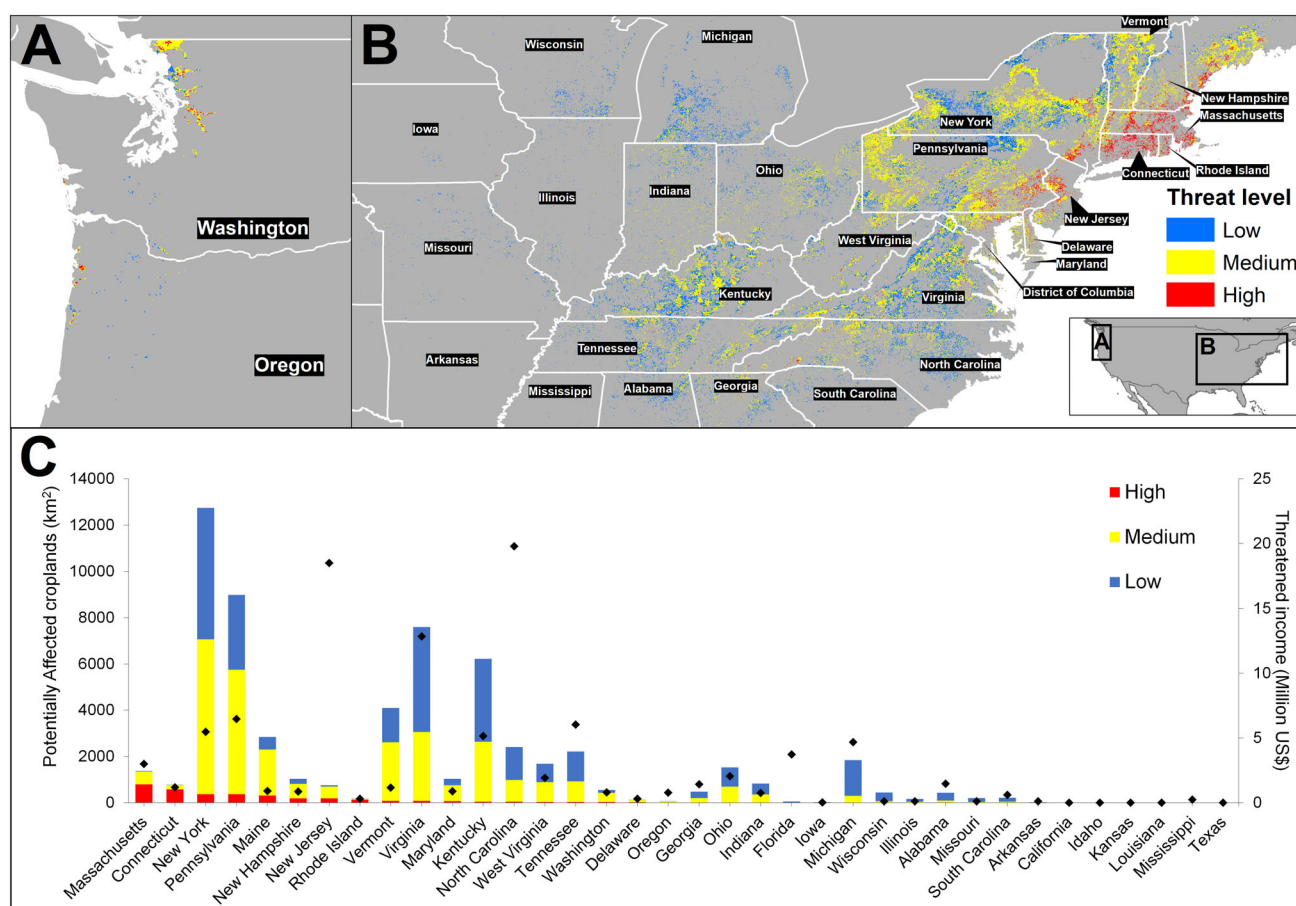 A
Washington
Oregon
B
Wisconsin
Michigan
Vermont
New Hampshire
Massachusetts
Iowa
New York
Pennsylvania
Rhode Island
Connecticut
Illinois
Indiana
Ohio
New Jersey
Missouri
West Virginia
Delaware
Maryland
District of Columbia
Kentucky
Virginia
Arkansas
Tennessee
North Carolina
Mississippi
Alabama
Georgia
South Carolina
Threat level
Low
Medium
High
A
B
C
Potentially Affected croplands (km²)
14000
12000
10000
8000
6000
4000
2000
0
High
Medium
Low
25
20
15
10
5
0
Threatened income (Million US$)
Massachusetts
Connecticut
New York
Pennsylvania
Maine
New Hampshire
New Jersey
Rhode Island
Vermont
Virginia
Maryland
Kentucky
North Carolina
West Virginia
Tennessee
Washington
Delaware
Oregon
Georgia
Ohio
Indiana
Florida
Iowa
Michigan
Wisconsin
Illinois
Alabama
Missouri
South Carolina
Arkansas
California
Idaho
Kansas
Louisiana
Mississippi
Texas